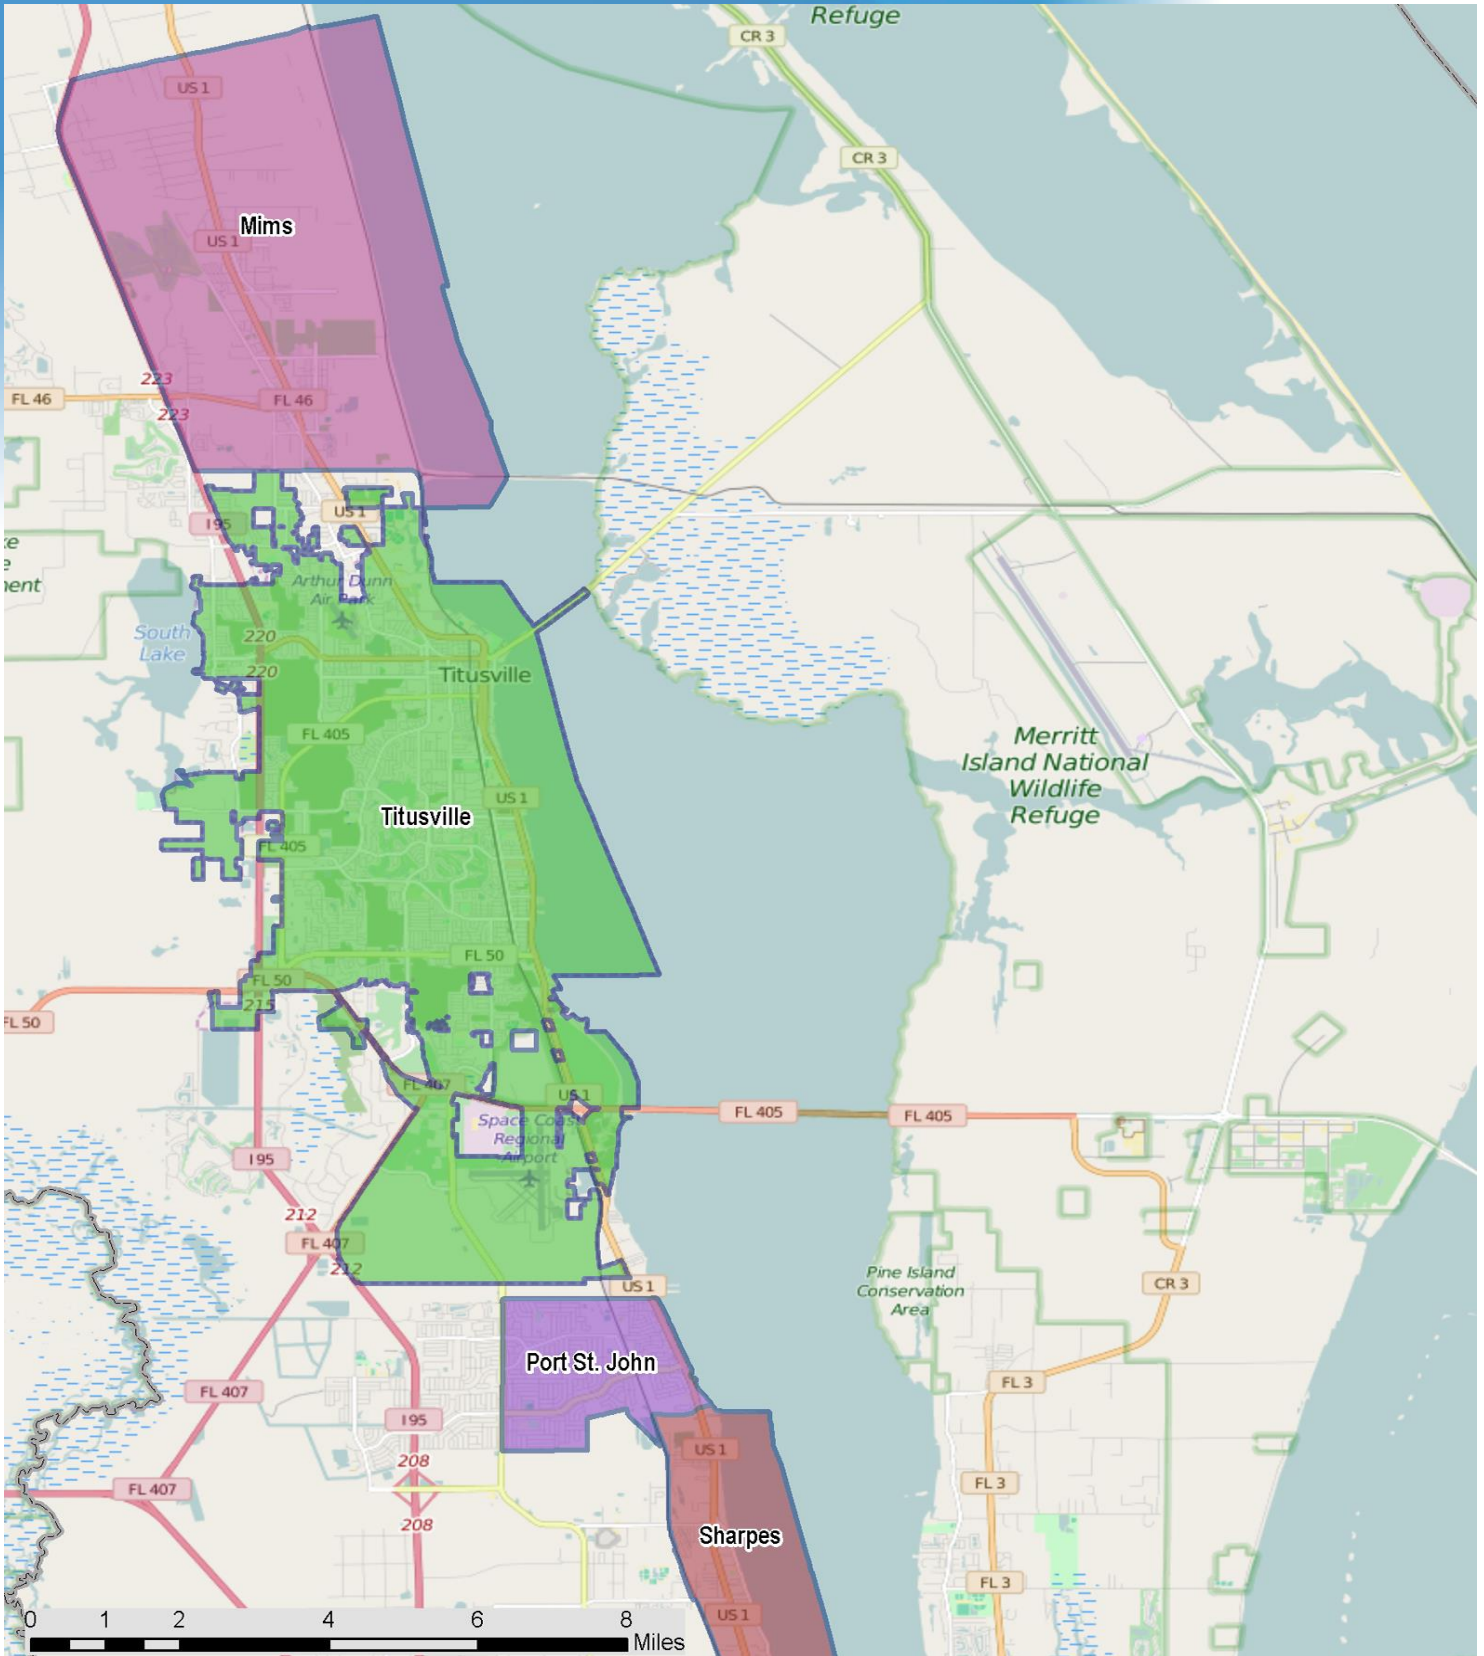 Refuge
CR 3
US 1
CR 3
Mims
US 1
223
FL 46
FL 46
223
US 1
I 95
ke
e
ment
Arthur Dunn
Air Park
South
Lake
220
220
Titusville
FL 405
Merritt
Island National
Wildlife
Refuge
US 1
Titusville
FL 405
FL 50
FL 50
215
FL 50
FL 407
US 1
FL 405
FL 405
Space Coast
Regional
Airport
I 95
212
FL 407
212
US 1
Pine Island
Conservation
Area
CR 3
Port St. John
FL 3
FL 407
I 95
US 1
208
FL 407
FL 3
208
Sharpes
FL 3
US 1
0 1 2 4 6 8
Miles